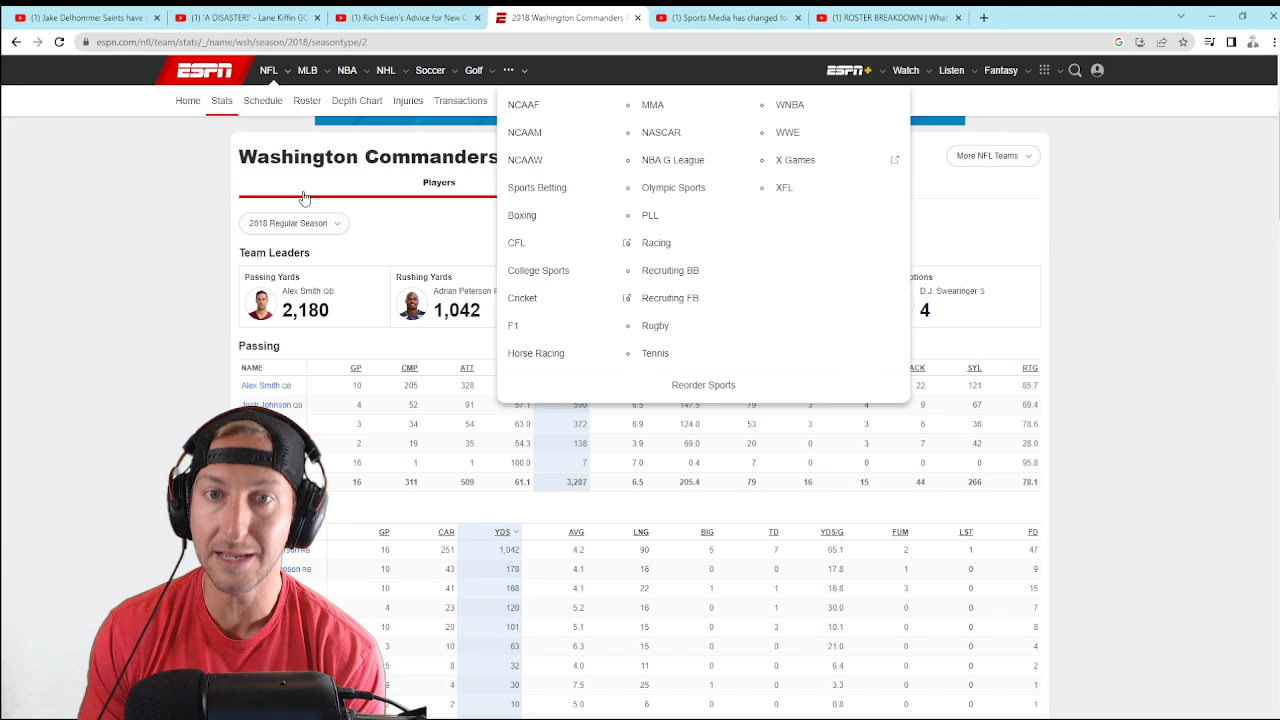 (1) Jake Delhomme: Saints have
(1) 'A DISASTER!' - Lane Kiffin GO
(1) Rich Eisen's Advice for New C
2018 Washington Commanders
(1) Sports Media has changed fo
(1) ROSTER BREAKDOWN | What
espn.com/nfl/team/stats/_/name/wsh/season/2018/seasontype/2
ESPN NFL MLB NBA NHL Soccer Golf ESPN+ Watch Listen Fantasy
Home Stats Schedule Roster Depth Chart Injuries Transactions
NCAAF MMA WNBA
NCAAM NASCAR WWE
NCAAW NBA G League X Games
Sports Betting Olympic Sports XFL
Boxing PLL
CFL Racing
College Sports Recruiting BB
Cricket Recruiting FB
F1 Rugby
Horse Racing Tennis
Reorder Sports
Washington Commanders
More NFL Teams
Players
2018 Regular Season
Team Leaders
Passing Yards
Alex Smith QB
2,180
Rushing Yards
Adrian Peterson
1,042
D.J. Swearinger S
4
Passing
NAME GP CMP ATT ACK SYL RTG
Alex Smith QB 10 205 328 22 121 85.7
Josh Johnson QB 4 52 91 57.1 590 6.5 147.5 79 3 4 9 67 69.4
3 34 54 63.0 372 6.9 124.0 53 3 3 6 36 78.6
2 19 35 54.3 138 3.9 69.0 20 0 3 7 42 28.0
16 1 1 100.0 7 7.0 0.4 7 0 0 0 0 95.8
16 311 509 61.1 3,287 6.5 205.4 79 16 15 44 266 78.1
GP CAR YDS AVG LNG BIG TD YDS/G FUM LST FD
RB 16 251 1,042 4.2 90 5 7 65.1 2 1 47
RB 10 43 178 4.1 16 0 0 17.8 1 0 9
10 41 168 4.1 22 1 1 16.8 3 0 15
4 23 120 5.2 16 0 1 30.0 0 0 7
10 20 101 5.1 15 0 3 10.1 0 0 8
3 10 63 6.3 15 0 0 21.0 0 0 4
5 8 32 4.0 11 0 0 6.4 0 0 2
9 4 30 7.5 25 1 0 3.3 0 0 1
2 10 5.0 6 0 0 0.8 0 0 1